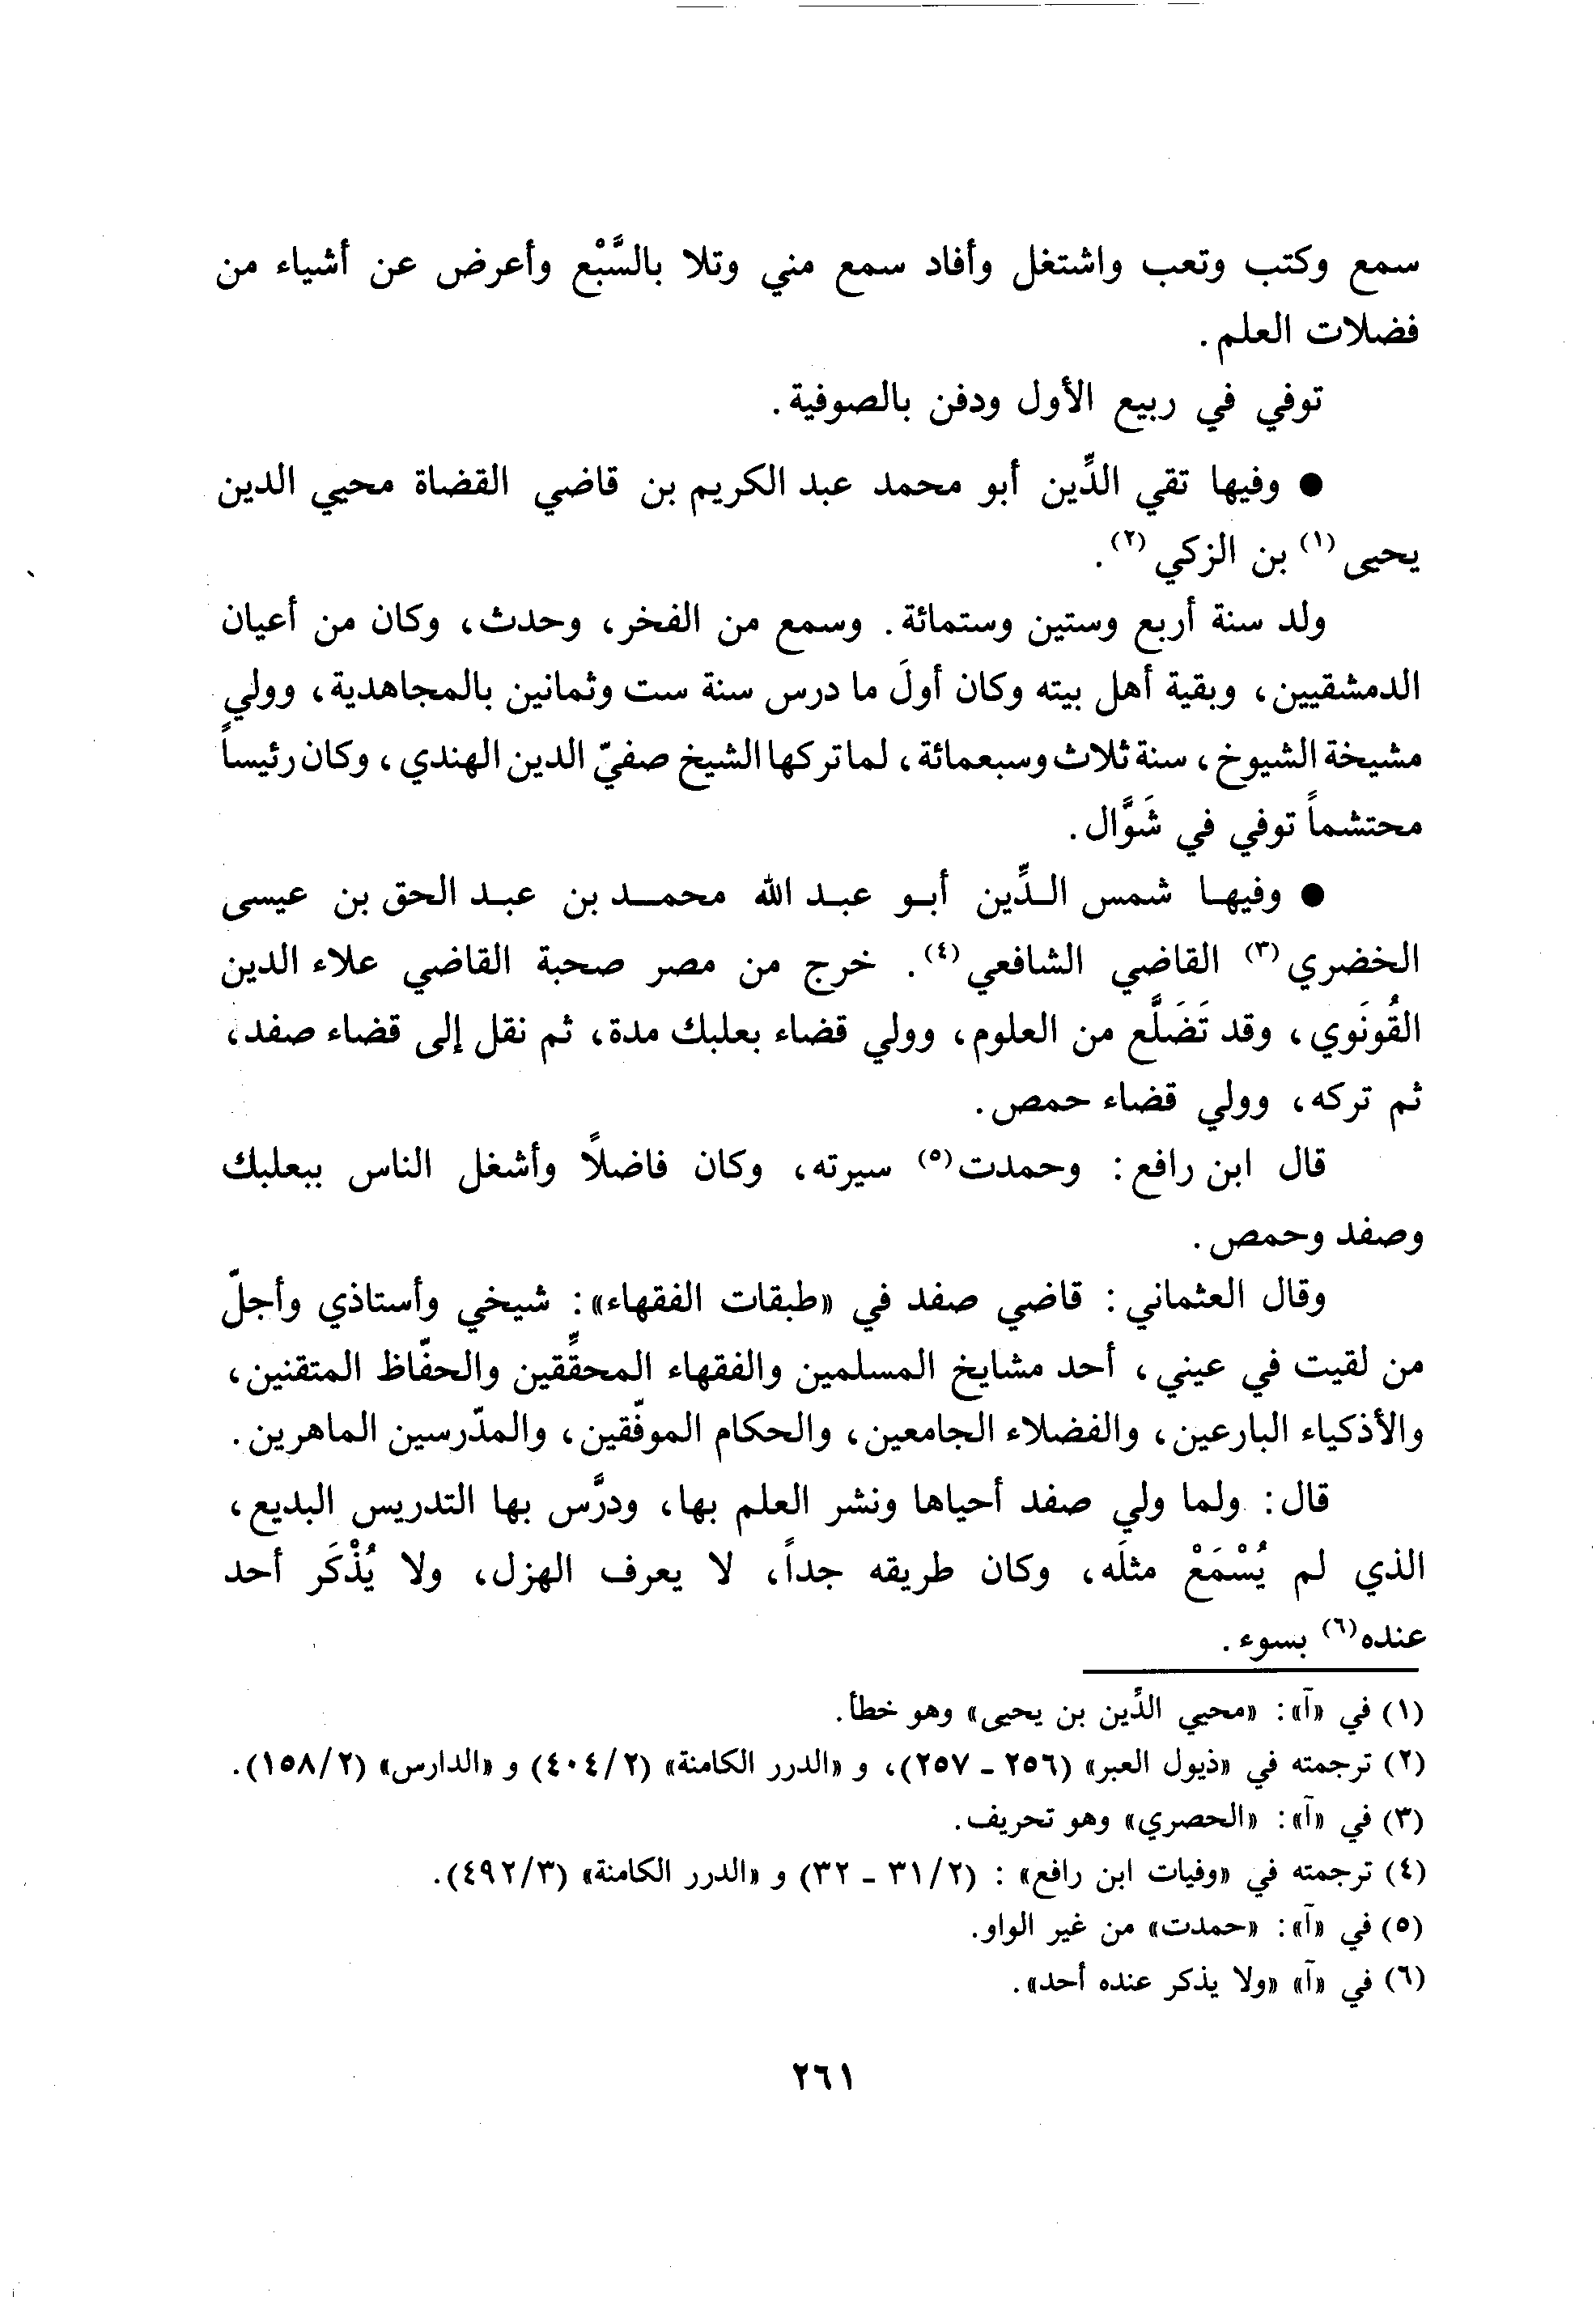 سمع وكتب وتعب واشتغل وأفاد سمع مني وتلا بالسَّبْع وأعرض عن أشياء من
فضلات العلم.
توفي في ربيع الأول ودفن بالصوفية.
● وفيها تقي الدِّين أبو محمد عبد الكريم بن قاضي القضاة محيي الدين
يحيى (١) بن الزكي (٢).
ولد سنة أربع وستين وستمائة. وسمع من الفخر، وحدث، وكان من أعيان
الدمشقيين، وبقية أهل بيته وكان أولَ ما درس سنة ست وثمانين بالمجاهدية، وولي
مشيخة الشيوخ، سنة ثلاث وسبعمائة، لما تركها الشيخ صفيّ الدين الهندي، وكان رئيساً
محتشماً توفي في شَوَّال.
● وفيها شمس الدِّين أبو عبد الله محمد بن عبد الحق بن عيسى
الخضري (٣) القاضي الشافعي (٤). خرج من مصر صحبة القاضي علاء الدين
القُونَوي، وقد تَضَلَّع من العلوم، وولي قضاء بعلبك مدة، ثم نقل إلى قضاء صفد،
ثم تركه، وولي قضاء حمص.
قال ابن رافع: وحمدت (٥) سيرته، وكان فاضلاً وأشغل الناس ببعلبك
وصفد وحمص.
وقال العثماني: قاضي صفد في «طبقات الفقهاء»: شيخي وأستاذي وأجلّ
من لقيت في عيني، أحد مشايخ المسلمين والفقهاء المحقِّقين والحفّاظ المتقنين،
والأذكياء البارعين، والفضلاء الجامعين، والحكام الموفّقين، والمدّرسين الماهرين.
قال: ولما ولي صفد أحياها ونشر العلم بها، ودرَّس بها التدريس البديع،
الذي لم يُسْمَعْ مثلَه، وكان طريقه جداً، لا يعرف الهزل، ولا يُذْكَر أحد
عنده (٦) بسوء.
(١) في «آ»: «محيي الدِّين بن يحيى» وهو خطأ.
(٢) ترجمته في «ذيول العبر» (٢٥٦ - ٢٥٧)، و «الدرر الكامنة» (٤٠٤/٢) و «الدارس» (١٥٨/٢).
(٣) في «آ»: «الحصري» وهو تحريف.
(٤) ترجمته في «وفيات ابن رافع» : (٣١/٢ - ٣٢) و «الدرر الكامنة» (٤٩٢/٣).
(٥) في «آ»: «حمدت» من غير الواو.
(٦) في «آ» «ولا يذكر عنده أحد».
٢٦١